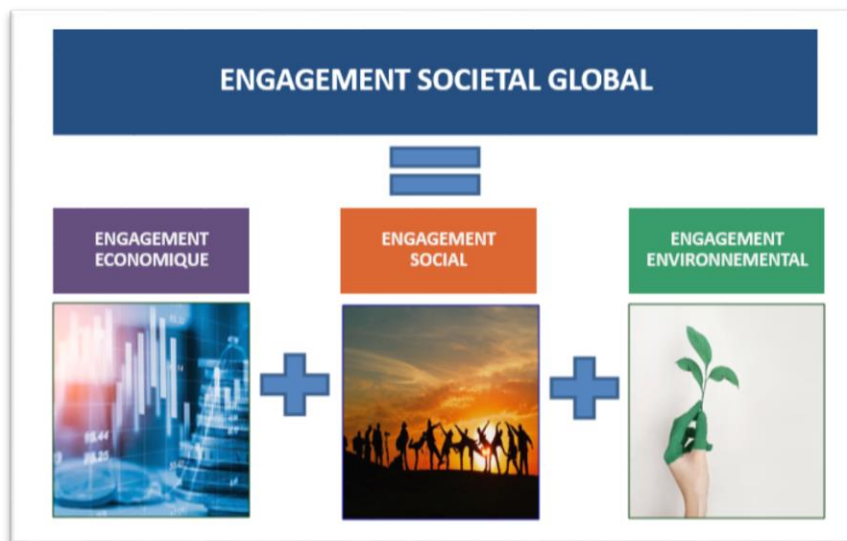 ENGAGEMENT SOCIETAL GLOBAL
ENGAGEMENT
ECONOMIQUE
ENGAGEMENT
SOCIAL
ENGAGEMENT
ENVIRONNEMENTAL